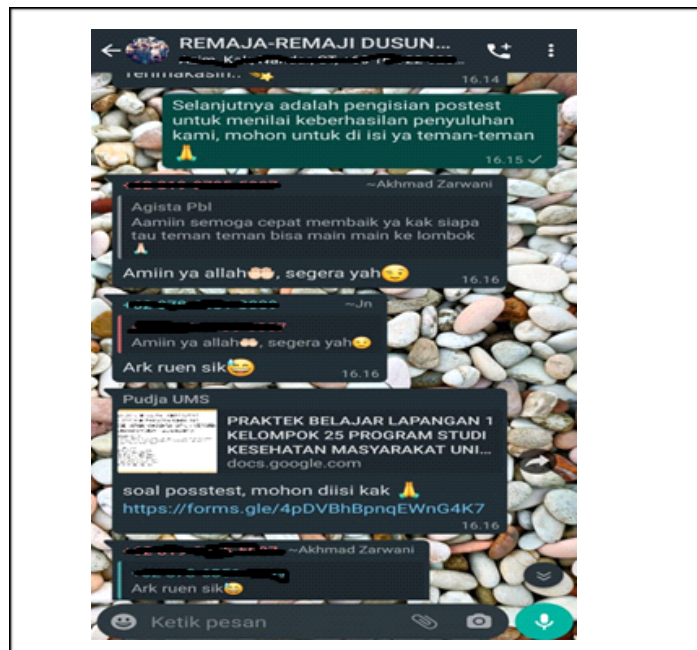 REMAJA-REMAJI DUSUN...
16.14
Selanjutnya adalah pengisian postest
untuk menilai keberhasilan penyuluhan
kami, mohon untuk di isi ya teman-teman
🙏
16.15
~Akhmad Zarwani
Agista Pbl
Aamiin semoga cepat membaik ya kak siapa
tau teman teman bisa main main ke lombok
🙏
Amiin ya allah🤲🏻, segera yah😏
16.16
~Jn
Amiin ya allah🤲🏻, segera yah😏
Ark ruen sik😅
16.16
Pudja UMS
PRAKTEK BELAJAR LAPANGAN 1
KELOMPOK 25 PROGRAM STUDI
KESEHATAN MASYARAKAT UNI...
docs.google.com
soal posstest, mohon diisi kak 🙏
https://forms.gle/4pDVBhBpnqEWnG4K7
16.16
~Akhmad Zarwani
Ark ruen sik😅
Ketik pesan